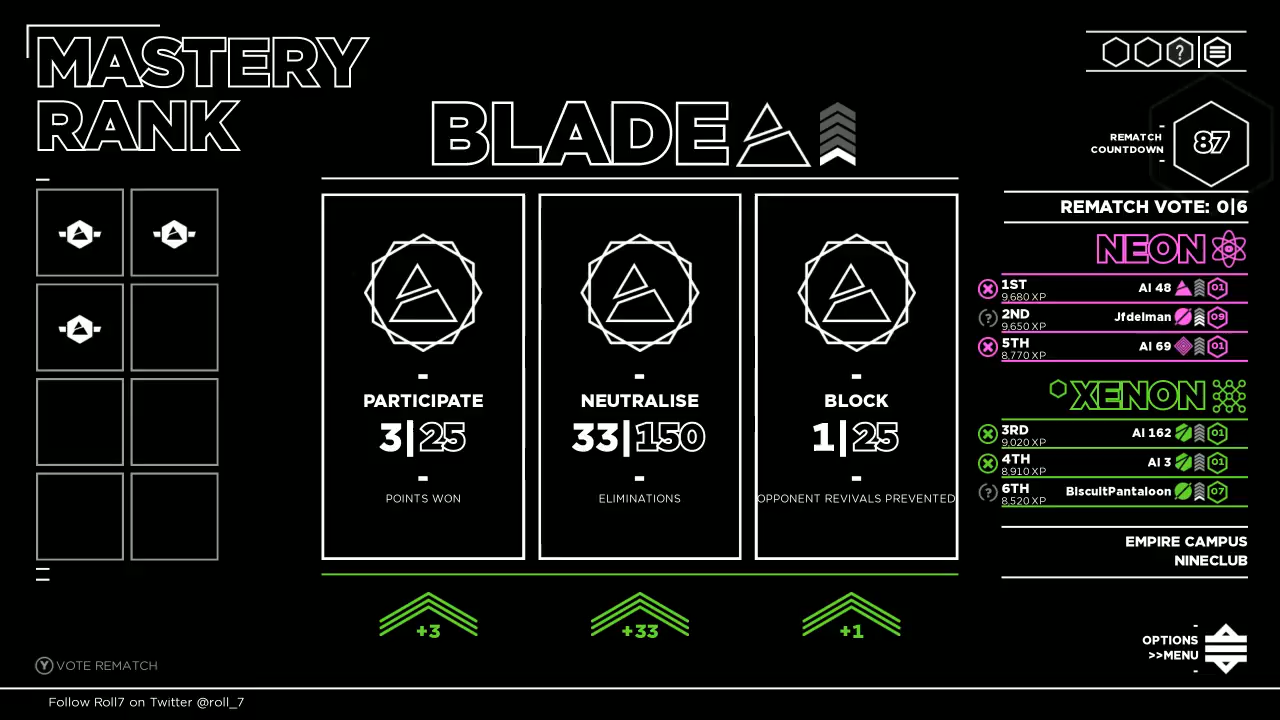 MASTERY
RANK
BLADE
?
REMATCH
COUNTDOWN
87
REMATCH VOTE: 0|6
PARTICIPATE
3|25
POINTS WON
+3
NEUTRALISE
33|150
ELIMINATIONS
+33
BLOCK
1|25
OPPONENT REVIVALS PREVENTED
+1
NEON
1ST
9,680 XP
AI 48
01
2ND
9,650 XP
Jfdelman
09
5TH
8,770 XP
AI 69
01
XENON
3RD
9,020 XP
AI 162
01
4TH
8,910 XP
AI 3
01
6TH
8,520 XP
BiscuitPantaloon
07
EMPIRE CAMPUS
NINECLUB
OPTIONS
>>MENU
Y VOTE REMATCH
Follow Roll7 on Twitter @roll_7